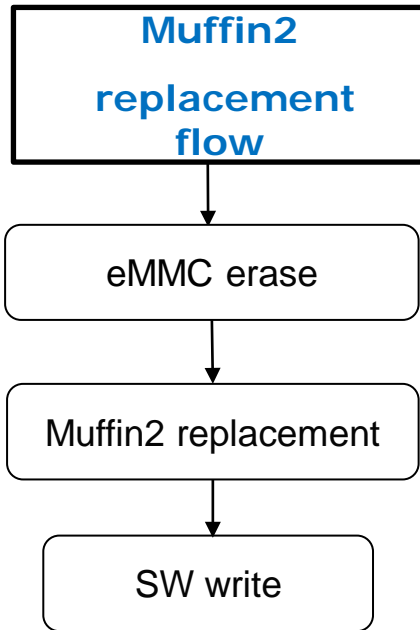 Muffin2
replacement
flow
eMMC erase
Muffin2 replacement
SW write